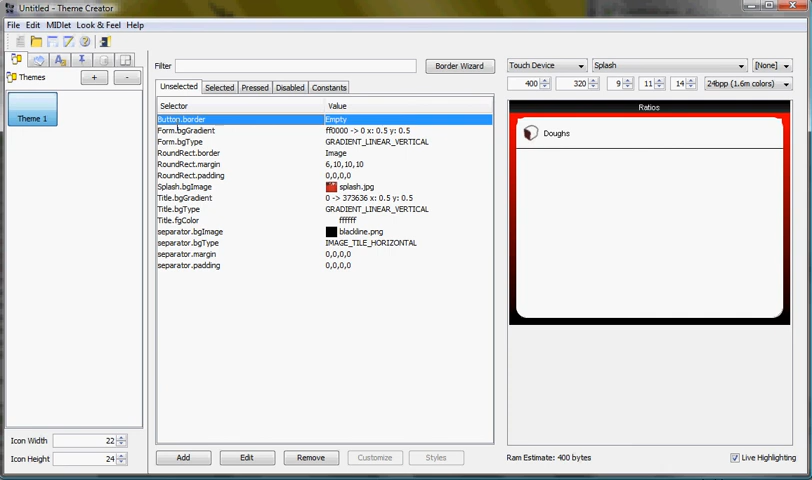 Untitled - Theme Creator
File Edit MIDlet Look & Feel Help
Themes + -
Theme 1
Icon Width 22
Icon Height 24
Filter Border Wizard
Unselected Selected Pressed Disabled Constants
Selector Value
Button.border Empty
Form.bgGradient ff0000 -> 0 x: 0.5 y: 0.5
Form.bgType GRADIENT_LINEAR_VERTICAL
RoundRect.border Image
RoundRect.margin 6,10,10,10
RoundRect.padding 0,0,0,0
Splash.bgImage splash.jpg
Title.bgGradient 0 -> 373636 x: 0.5 y: 0.5
Title.bgType GRADIENT_LINEAR_VERTICAL
Title.fgColor ffffff
separator.bgImage blackline.png
separator.bgType IMAGE_TILE_HORIZONTAL
separator.margin 0,0,0,0
separator.padding 0,0,0,0
Add Edit Remove Customize Styles
Touch Device Splash [None]
400 320 9 11 14 24bpp (1.6m colors)
Ratios
Doughs
Ram Estimate: 400 bytes Live Highlighting